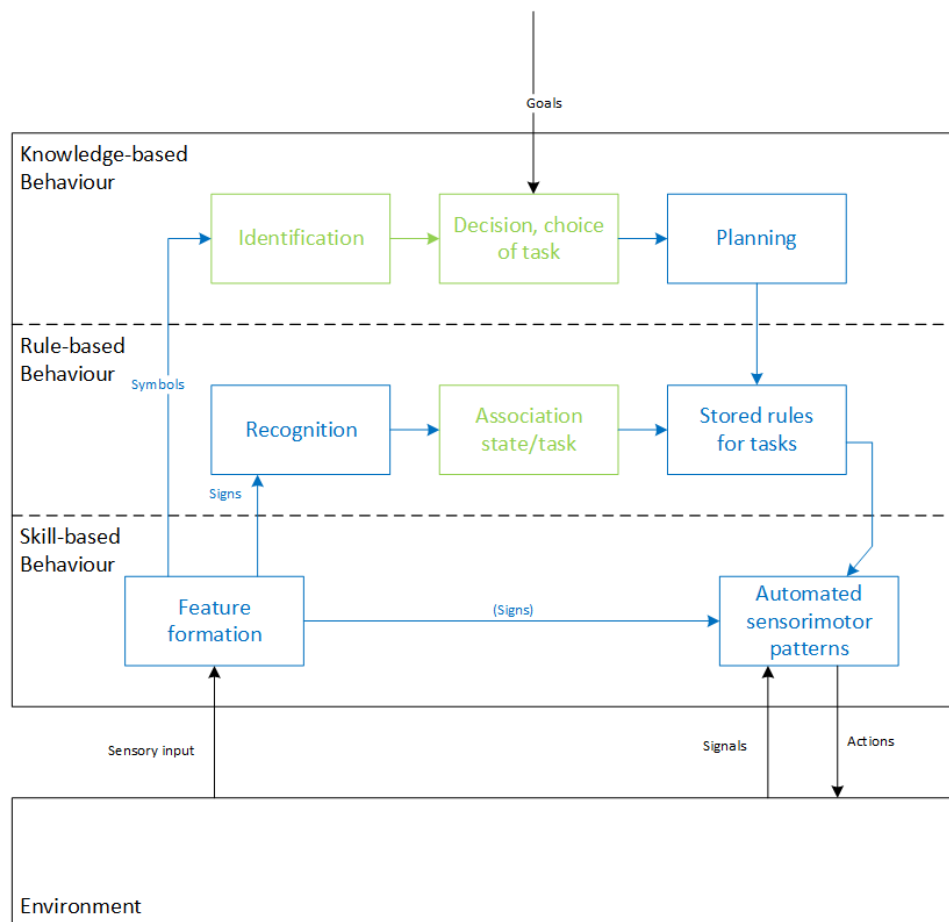 Goals
Knowledge-based
Behaviour
Identification
Decision, choice
of task
Planning
Rule-based
Behaviour
Symbols
Recognition
Association
state/task
Stored rules
for tasks
Signs
Skill-based
Behaviour
Feature
formation
(Signs)
Automated
sensorimotor
patterns
Sensory input
Signals
Actions
Environment